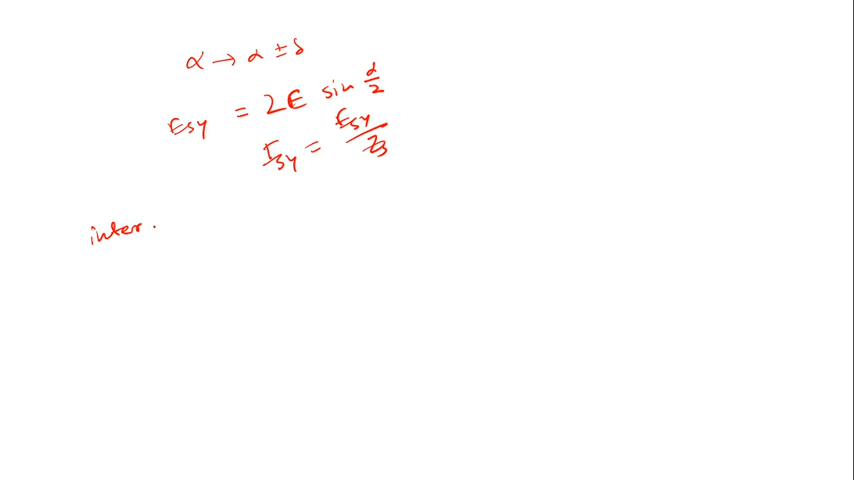 α → α ± δ
Esy = 2E sin α/2
Isy = Esy/Zs
inter.